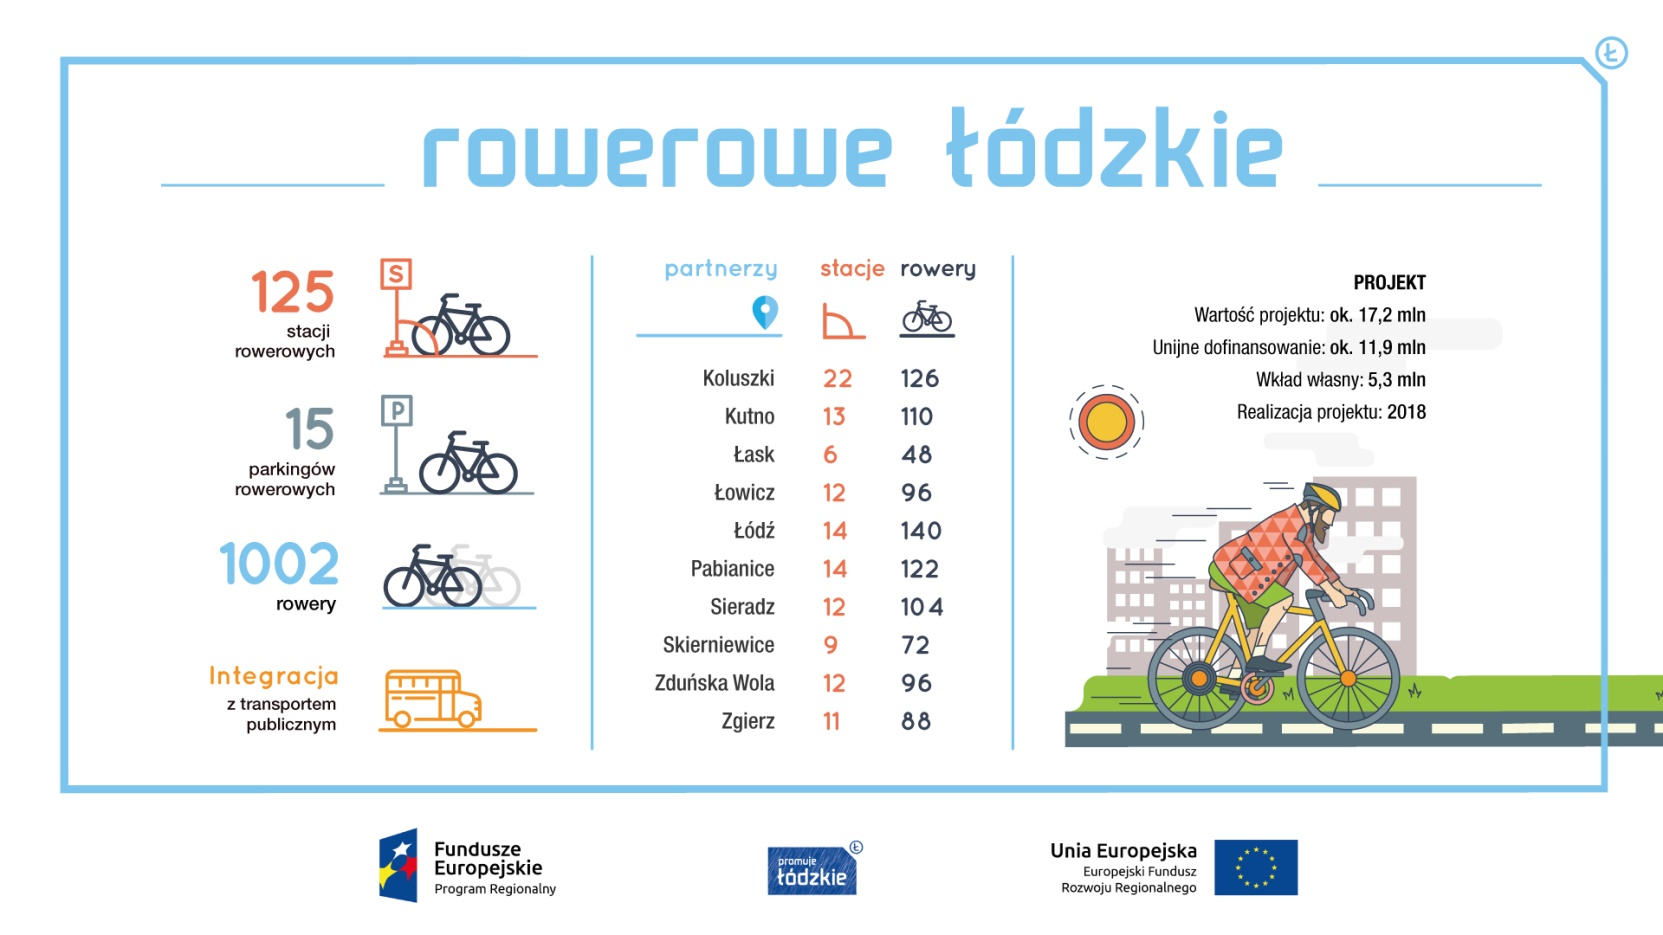 Ł
rowerowe łódzkie
125
stacji
rowerowych
S
15
parkingów
rowerowych
P
1002
rowery
Integracja
z transportem
publicznym
partnerzy stacje rowery
Koluszki 22 126
Kutno 13 110
Łask 6 48
Łowicz 12 96
Łódź 14 140
Pabianice 14 122
Sieradz 12 104
Skierniewice 9 72
Zduńska Wola 12 96
Zgierz 11 88
PROJEKT
Wartość projektu: ok. 17,2 mln
Unijne dofinansowanie: ok. 11,9 mln
Wkład własny: 5,3 mln
Realizacja projektu: 2018
Fundusze
Europejskie
Program Regionalny
promuje
łódzkie
Ł
Unia Europejska
Europejski Fundusz
Rozwoju Regionalnego